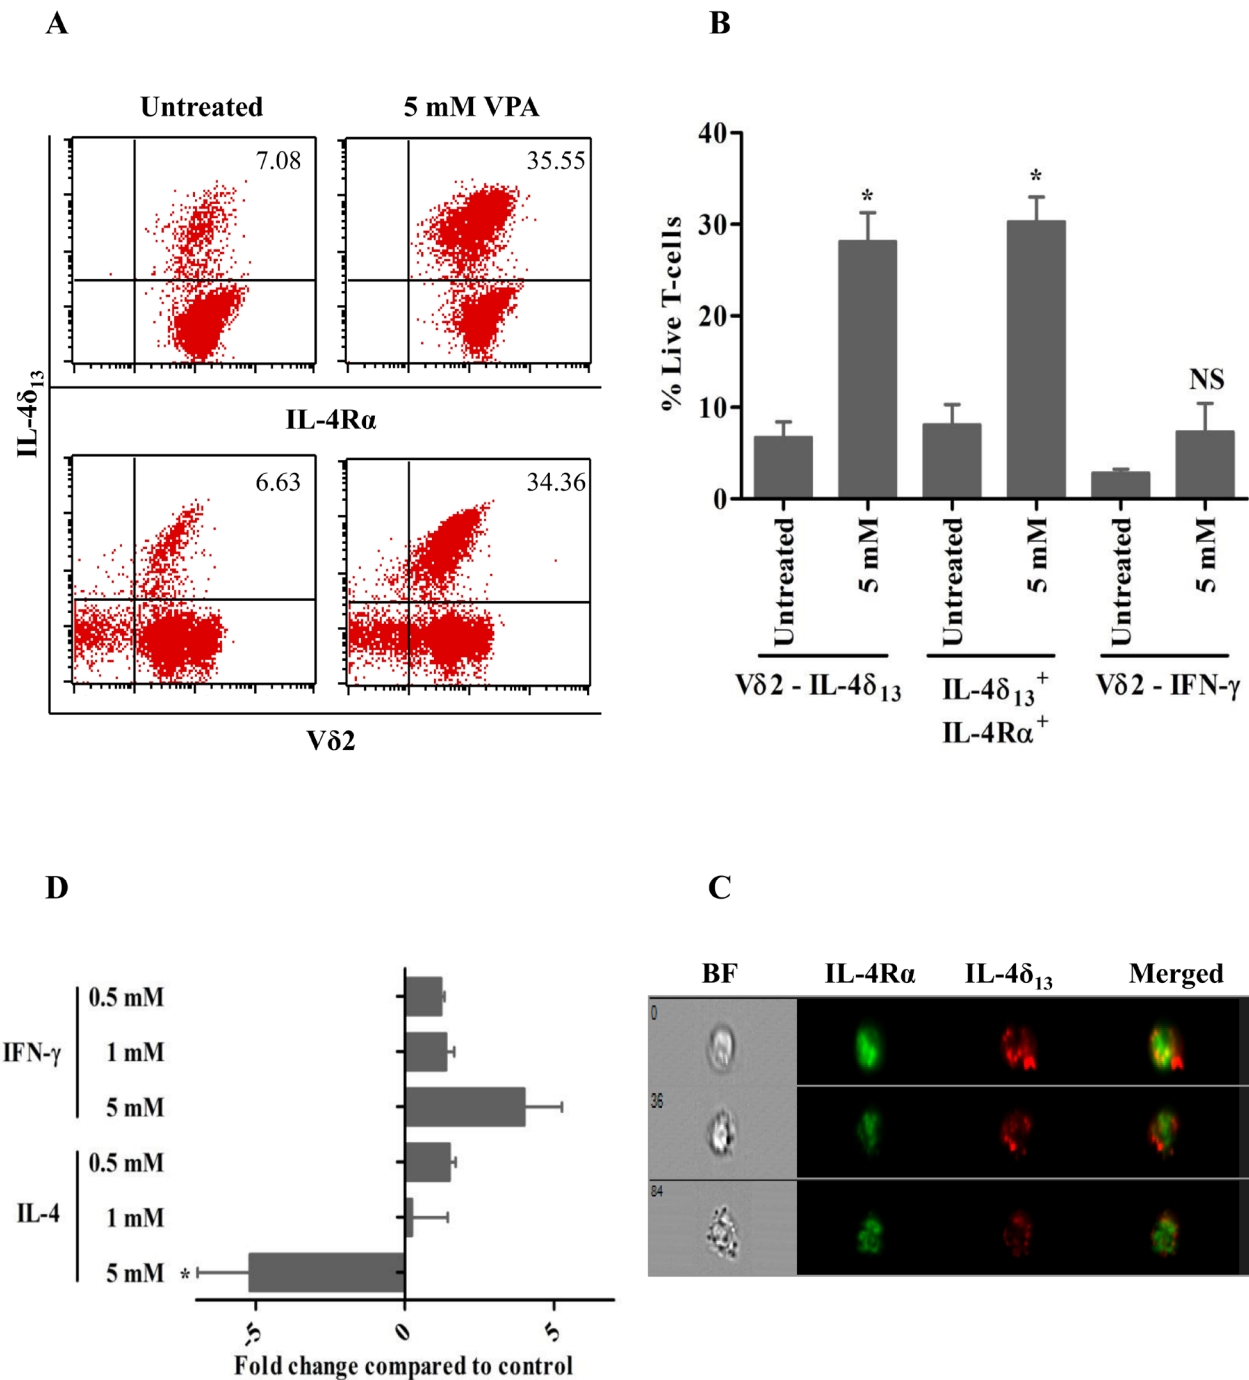 A
Untreated 5 mM VPA
7.08 35.55
IL-4δ13
IL-4Rα
6.63 34.36
Vδ2
B
% Live T-cells
40
30
20
10
0
* * NS
Untreated 5 mM Untreated 5 mM Untreated 5 mM
Vδ2 - IL-4δ13 IL-4δ13+ Vδ2 - IFN-γ
IL-4Rα+
D
IFN-γ
0.5 mM
1 mM
5 mM
IL-4
0.5 mM
1 mM
5 mM *
-5 0 5
Fold change compared to control
C
BF IL-4Rα IL-4δ13 Merged
0
36
84